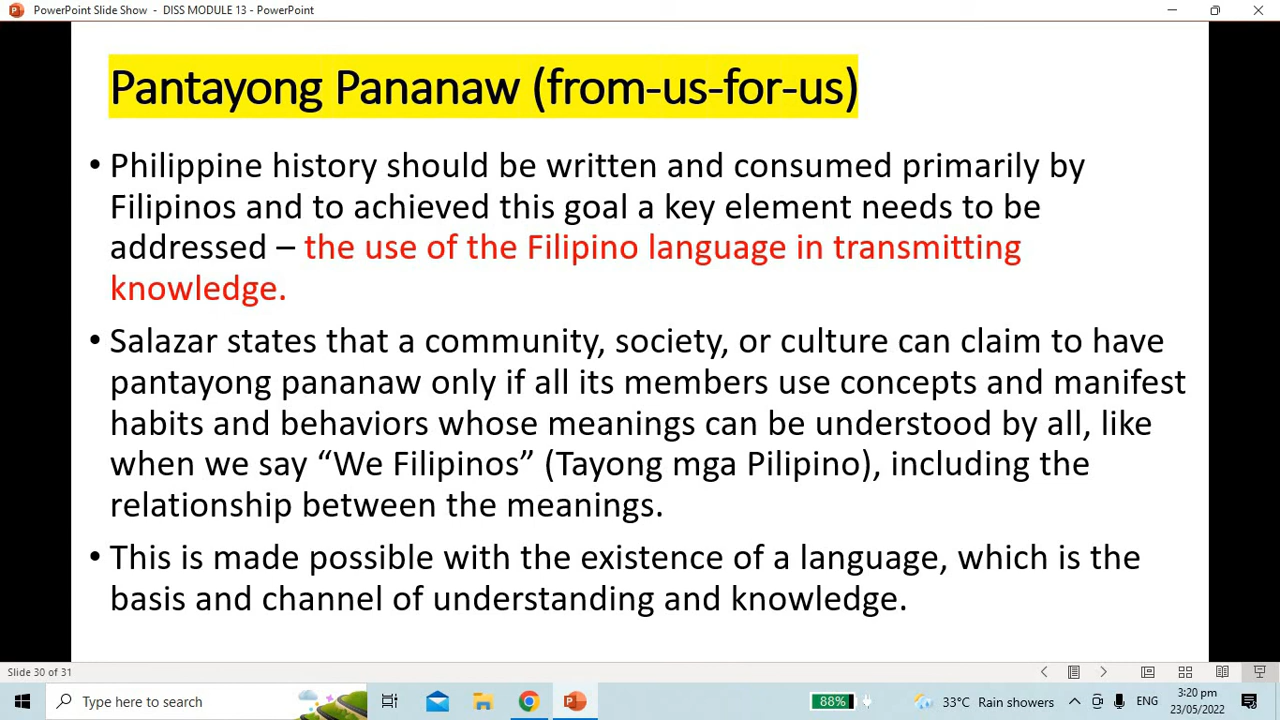 PowerPoint Slide Show - DISS MODULE 13 - PowerPoint
Pantayong Pananaw (from-us-for-us)
• Philippine history should be written and consumed primarily by
Filipinos and to achieved this goal a key element needs to be
addressed – the use of the Filipino language in transmitting
knowledge.
• Salazar states that a community, society, or culture can claim to have
pantayong pananaw only if all its members use concepts and manifest
habits and behaviors whose meanings can be understood by all, like
when we say “We Filipinos” (Tayong mga Pilipino), including the
relationship between the meanings.
• This is made possible with the existence of a language, which is the
basis and channel of understanding and knowledge.
Slide 30 of 31
Type here to search
88%
33°C Rain showers
ENG
3:20 pm
23/05/2022